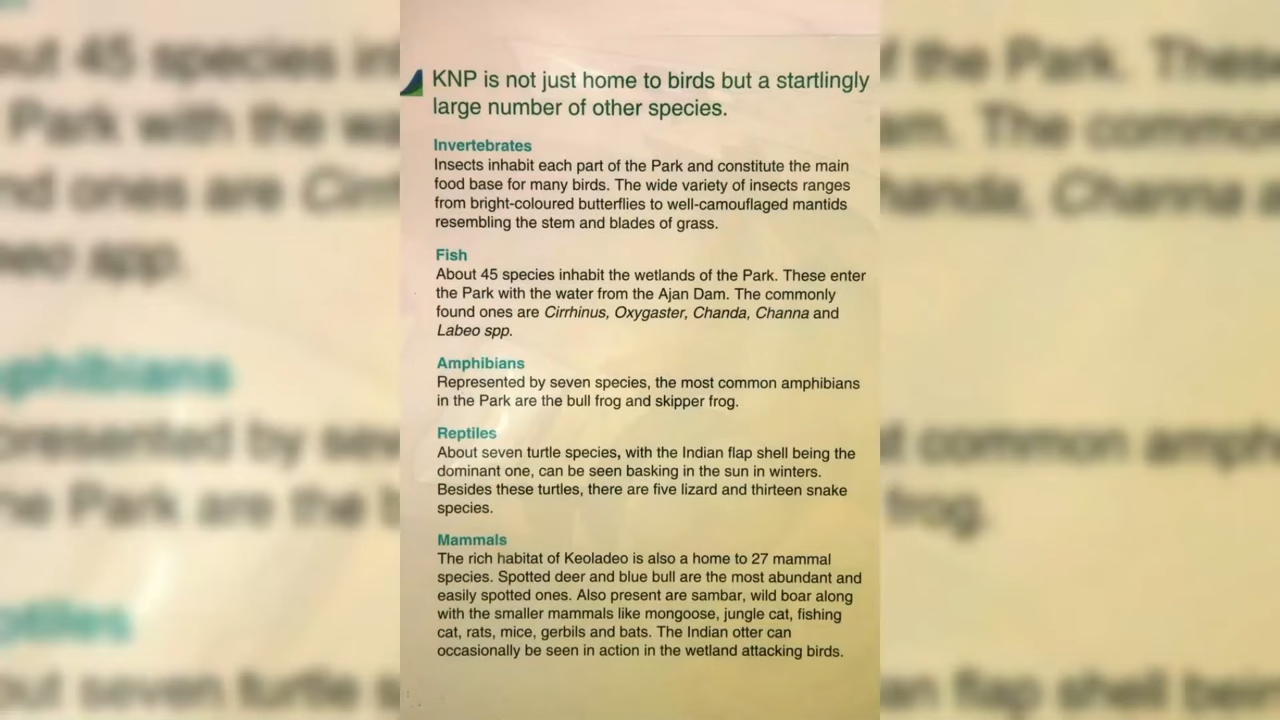 KNP is not just home to birds but a startlingly
large number of other species.
Invertebrates
Insects inhabit each part of the Park and constitute the main
food base for many birds. The wide variety of insects ranges
from bright-coloured butterflies to well-camouflaged mantids
resembling the stem and blades of grass.
Fish
About 45 species inhabit the wetlands of the Park. These enter
the Park with the water from the Ajan Dam. The commonly
found ones are Cirrhinus, Oxygaster, Chanda, Channa and
Labeo spp.
Amphibians
Represented by seven species, the most common amphibians
in the Park are the bull frog and skipper frog.
Reptiles
About seven turtle species, with the Indian flap shell being the
dominant one, can be seen basking in the sun in winters.
Besides these turtles, there are five lizard and thirteen snake
species.
Mammals
The rich habitat of Keoladeo is also a home to 27 mammal
species. Spotted deer and blue bull are the most abundant and
easily spotted ones. Also present are sambar, wild boar along
with the smaller mammals like mongoose, jungle cat, fishing
cat, rats, mice, gerbils and bats. The Indian otter can
occasionally be seen in action in the wetland attacking birds.